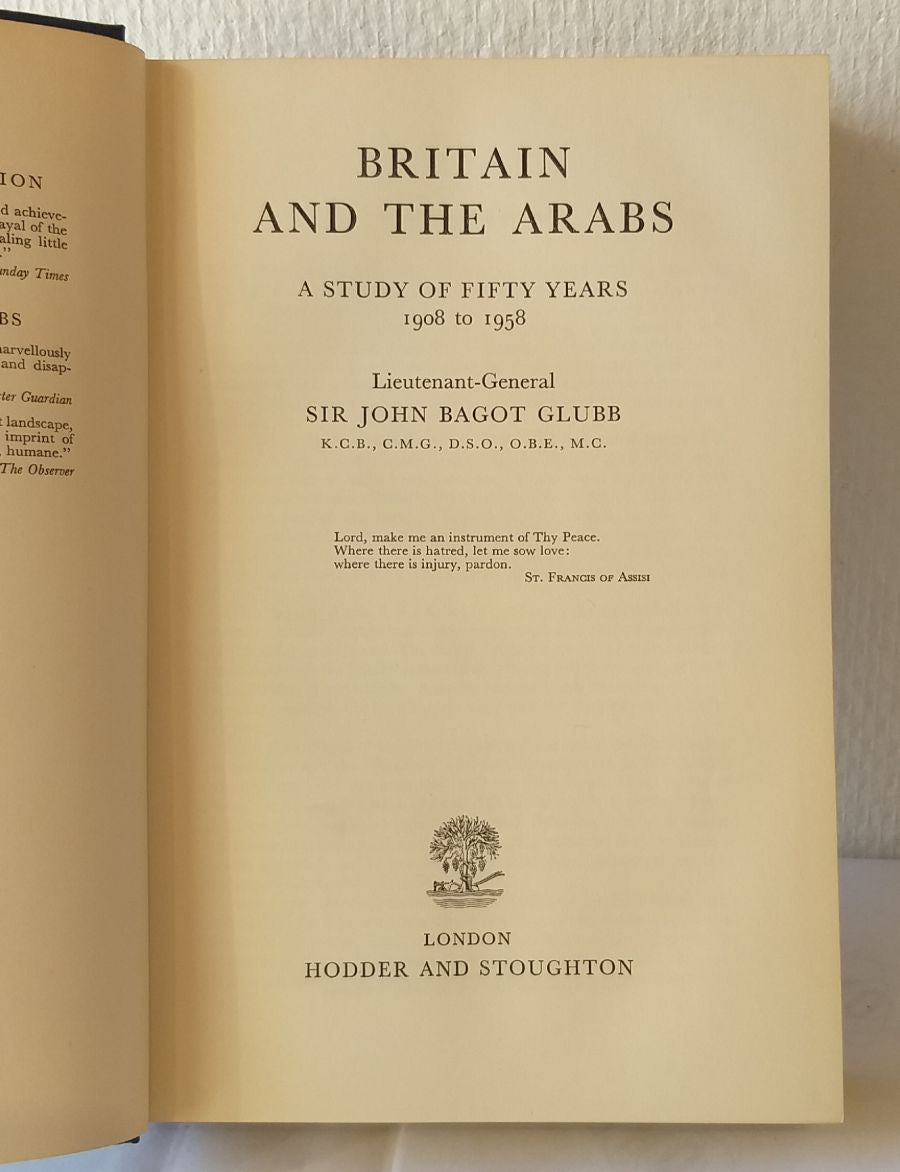 ION
d achieve-
ayal of the
aling little
."
unday Times
BS
arvellously
and disap-
ter Guardian
t landscape,
imprint of
, humane."
The Observer
BRITAIN
AND THE ARABS
A STUDY OF FIFTY YEARS
1908 to 1958
Lieutenant-General
SIR JOHN BAGOT GLUBB
K.C.B., C.M.G., D.S.O., O.B.E., M.C.
Lord, make me an instrument of Thy Peace.
Where there is hatred, let me sow love:
where there is injury, pardon.
ST. FRANCIS OF ASSISI
LONDON
HODDER AND STOUGHTON